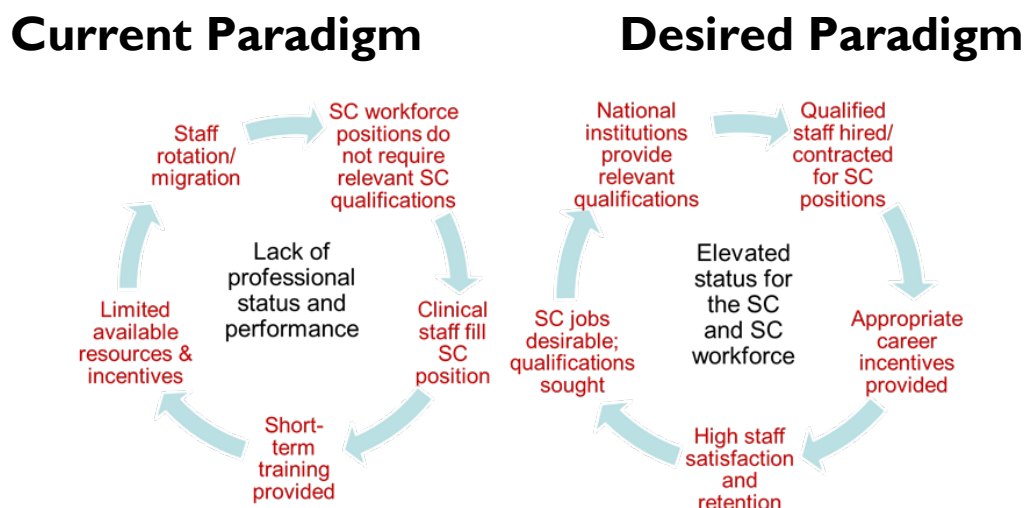 Current Paradigm
Staff
rotation/
migration
SC workforce
positions do
not require
relevant SC
qualifications
Clinical
staff fill
SC
position
Short-
term
training
provided
Limited
available
resources &
incentives
Lack of
professional
status and
performance
Desired Paradigm
National
institutions
provide
relevant
qualifications
Qualified
staff hired/
contracted
for SC
positions
Appropriate
career
incentives
provided
High staff
satisfaction
and
retention
SC jobs
desirable;
qualifications
sought
Elevated
status for
the SC
and SC
workforce